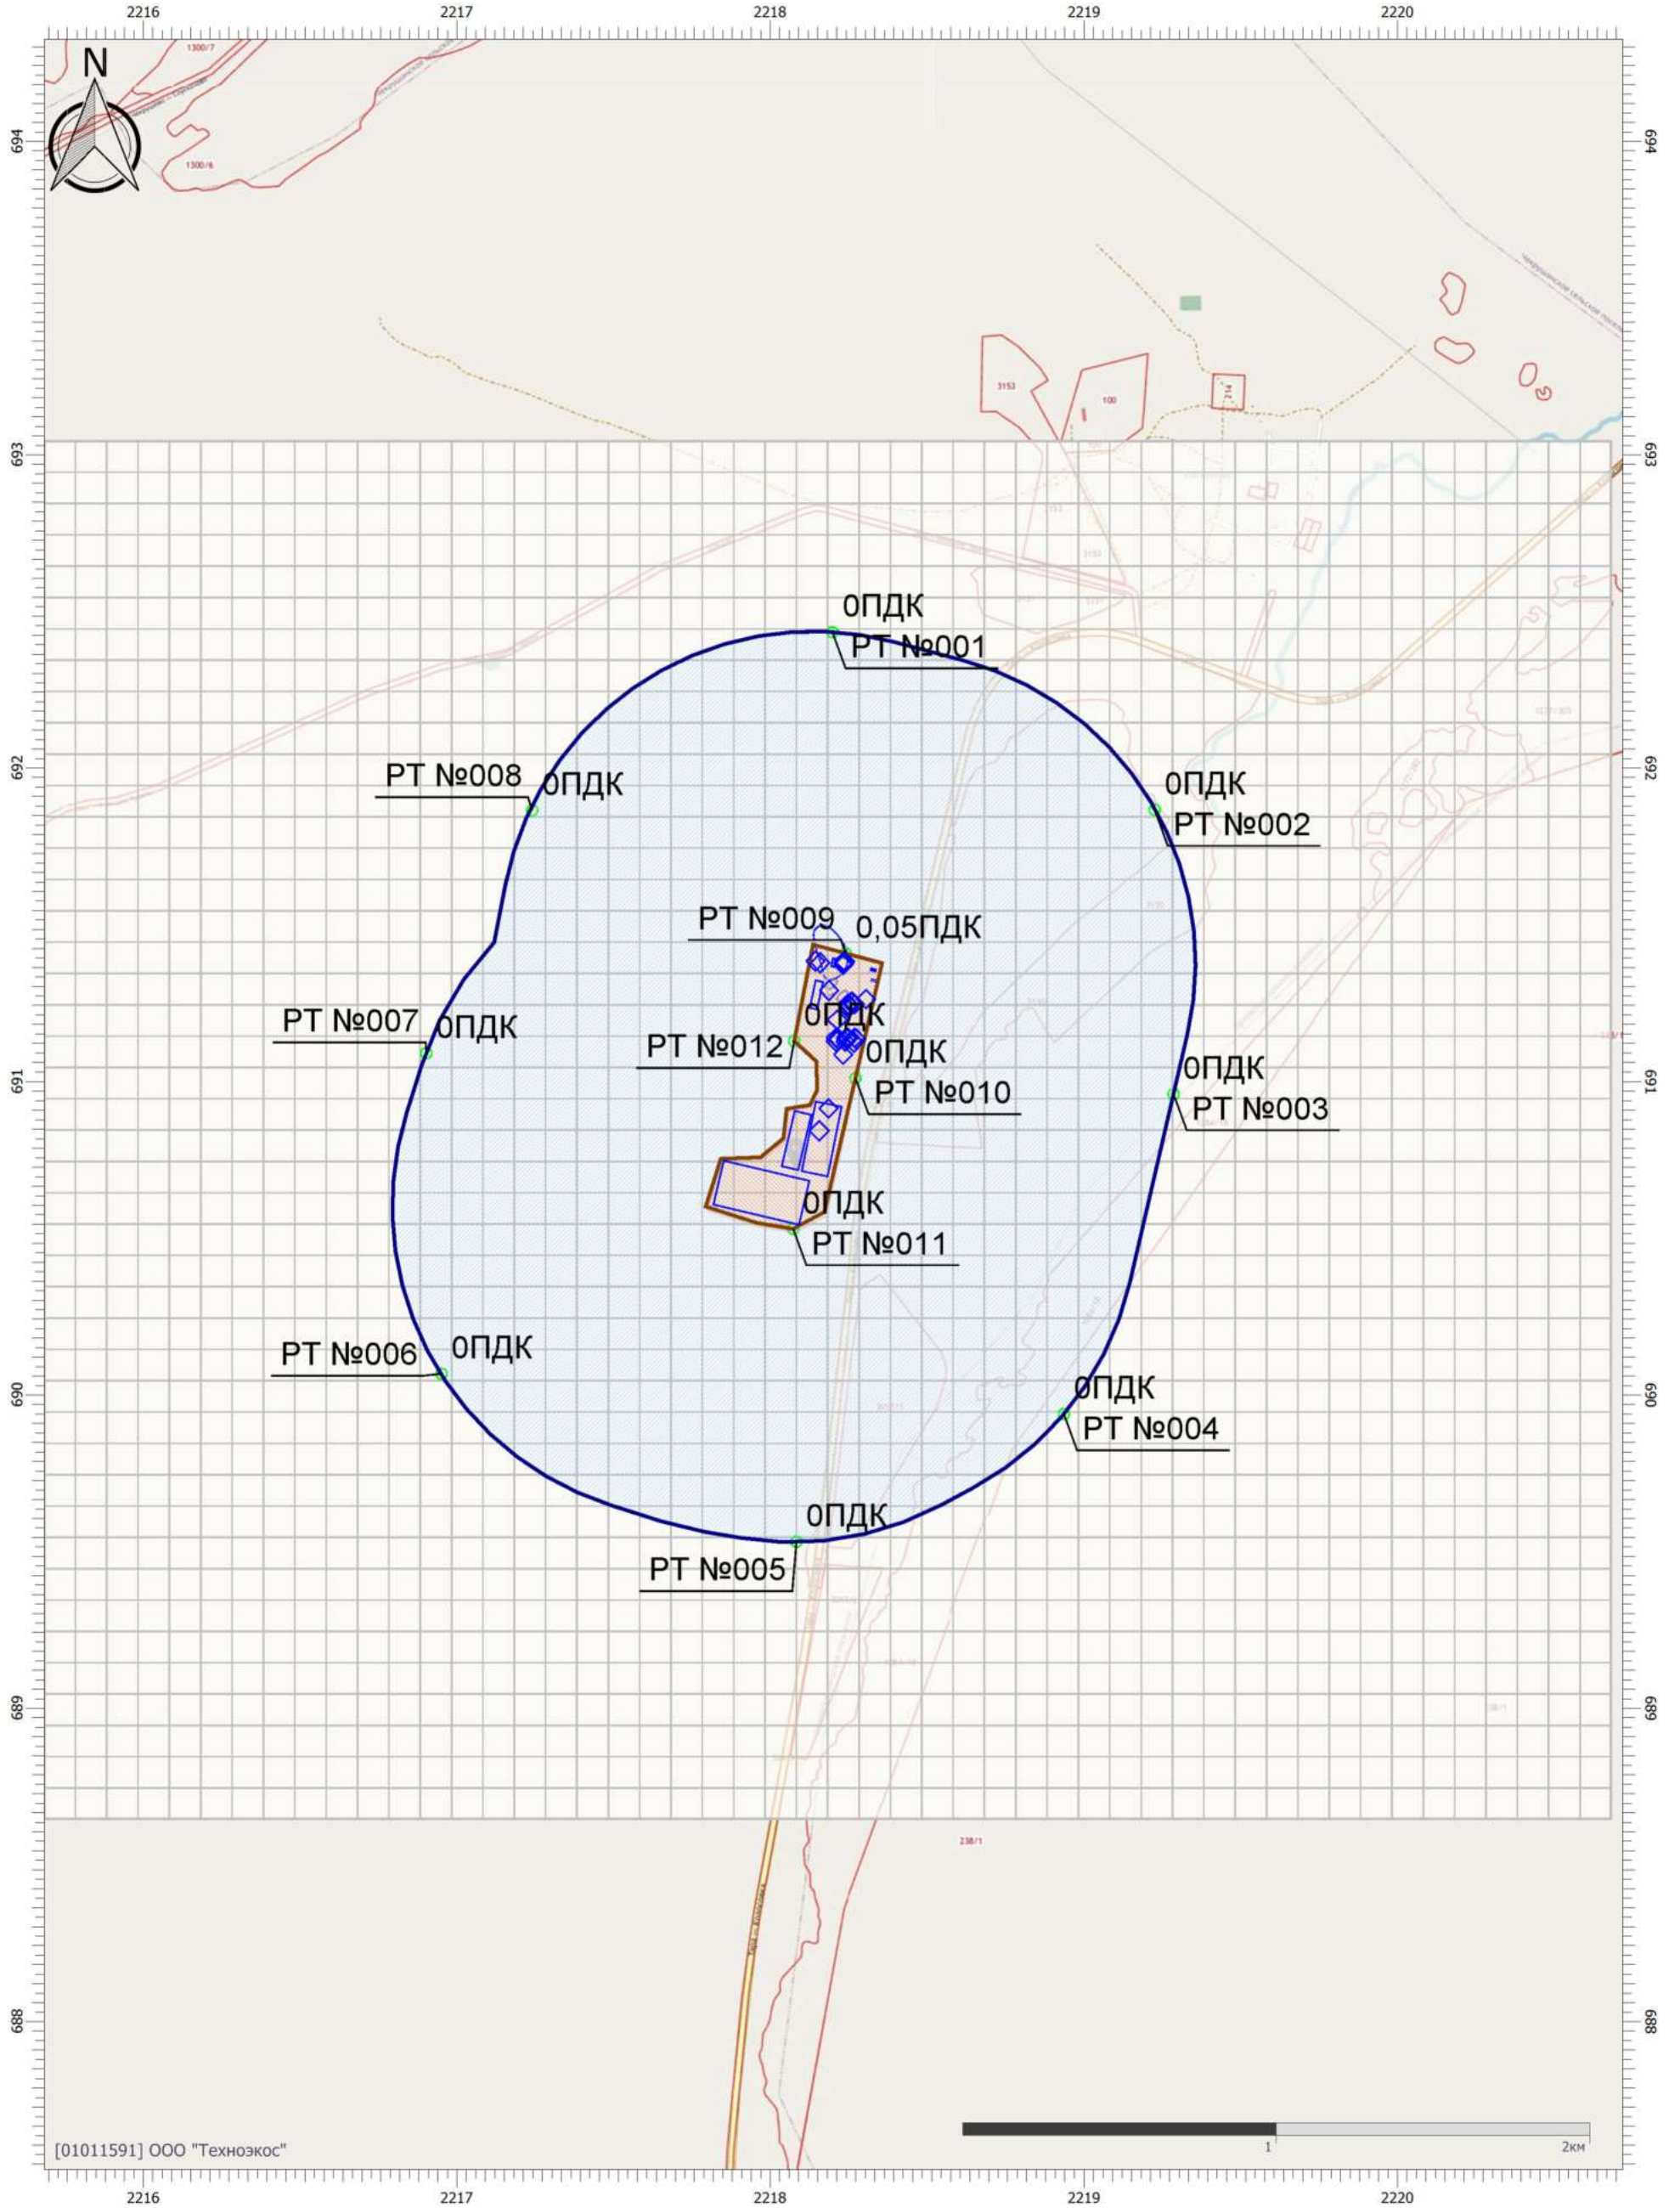 2216 2217 2218 2219 2220
1300/7
N
694 694
1300/6
3153
100
214
693 693
3153
3153
0ПДК
РТ №001
692 692
РТ №008 0ПДК
0ПДК
РТ №002
РТ №009 0,05ПДК
РТ №007 0ПДК
0ПДК
РТ №012
0ПДК
РТ №010
0ПДК
РТ №003
691 691
0ПДК
РТ №011
РТ №006 0ПДК
0ПДК
РТ №004
690 690
0ПДК
РТ №005
689 689
238/1
688 688
[01011591] ООО "Техноэкос"
1 2км
2216 2217 2218 2219 2220